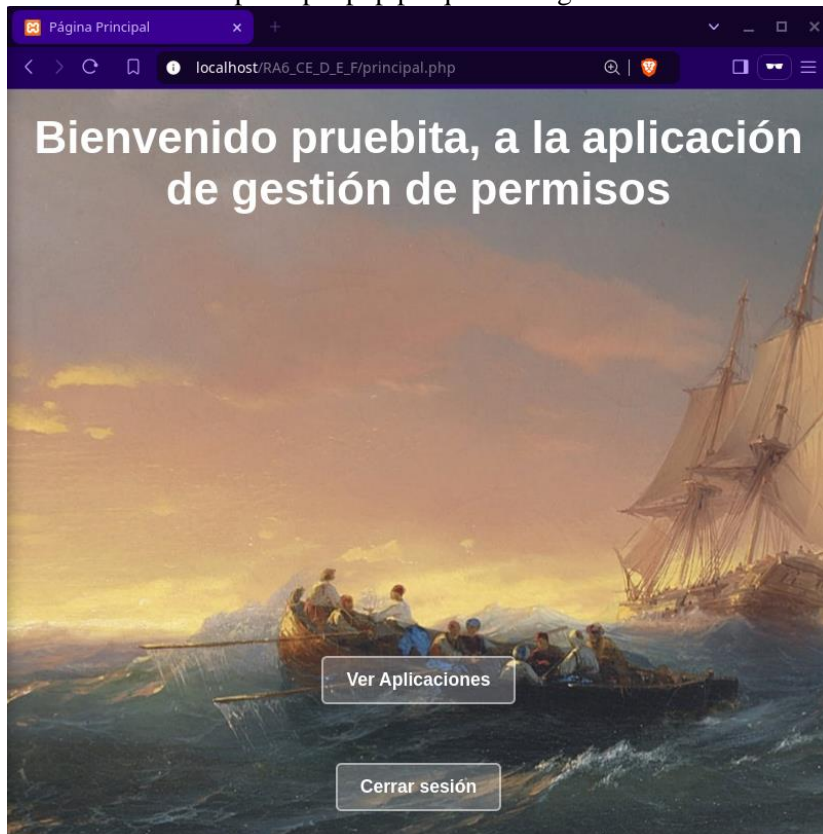 Página Principal
localhost/RA6_CE_D_E_F/principal.php
Bienvenido pruebita, a la aplicación
de gestión de permisos
Ver Aplicaciones
Cerrar sesión